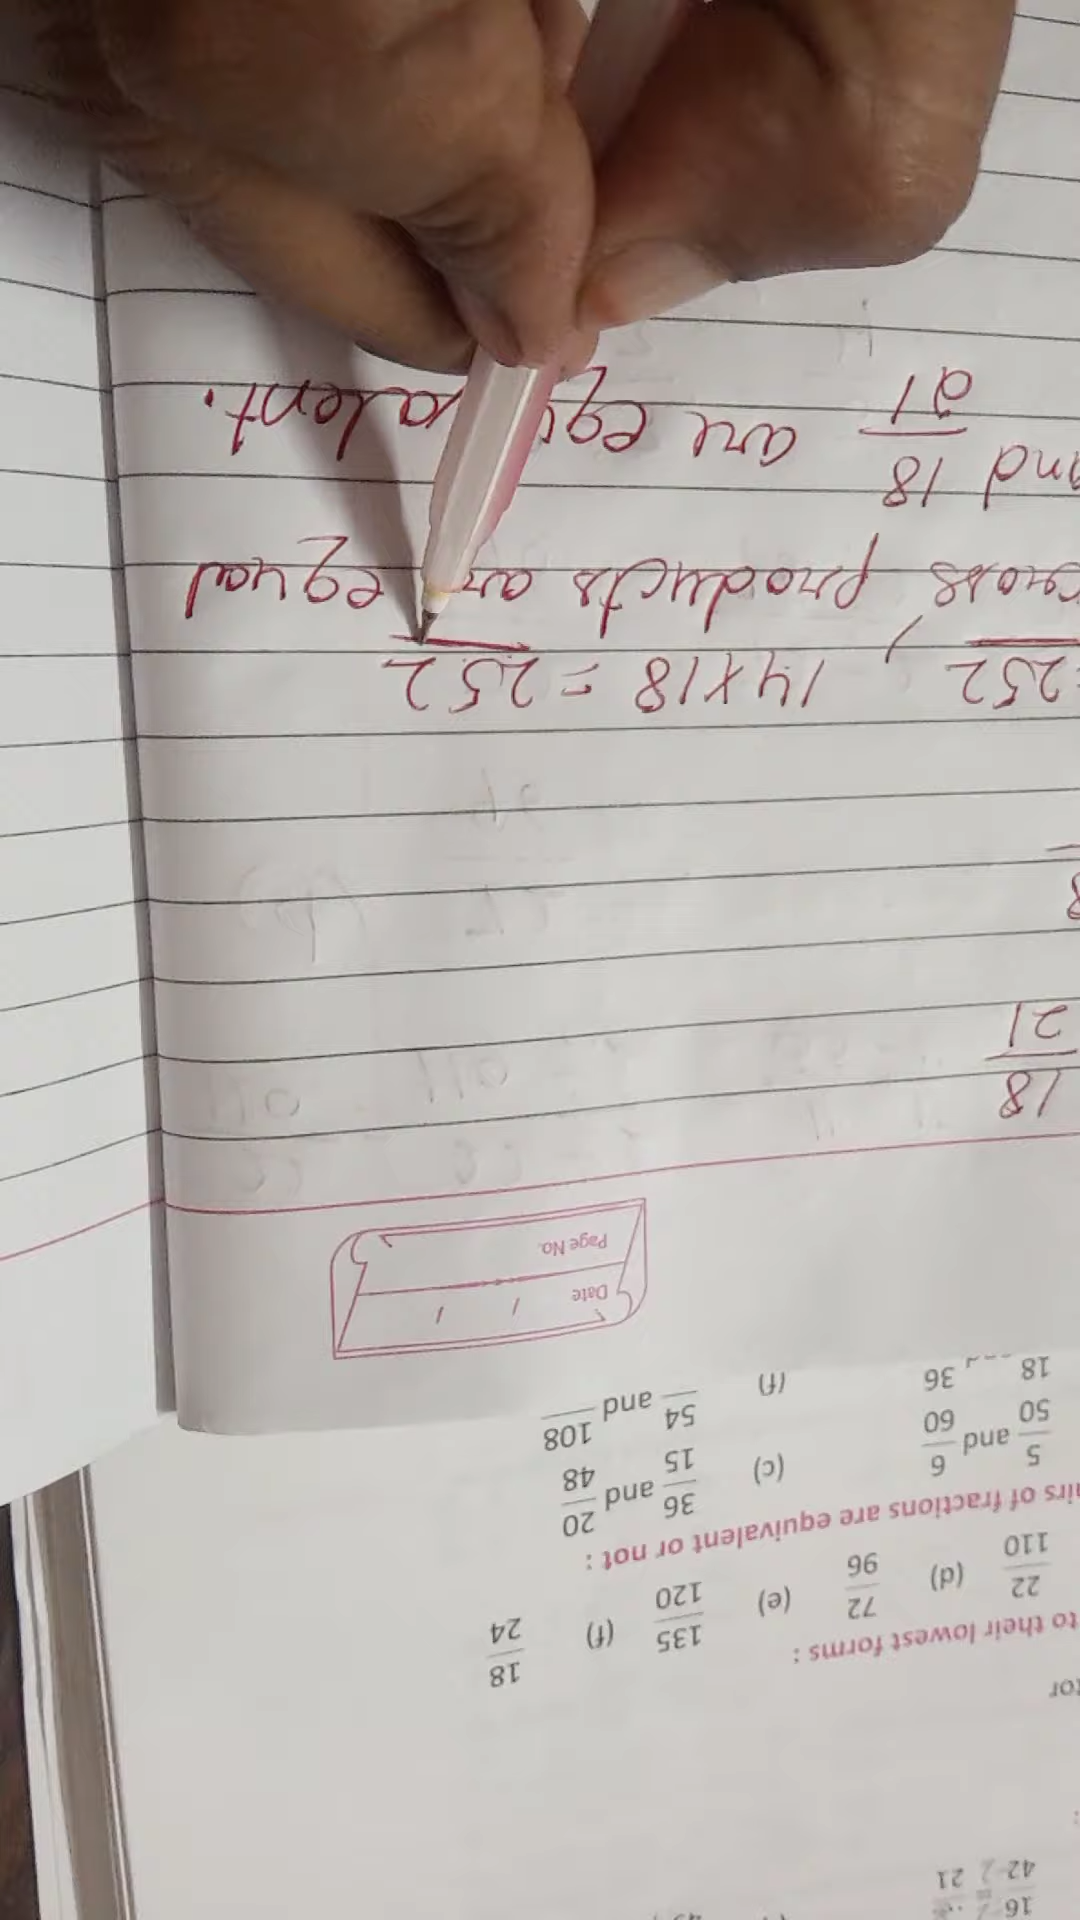 16/42 21
to their lowest forms :
22/110 (d) 72/96 (e) 135/120 (f) 18/24
of fractions are equivalent or not :
5/50 and 6/60 (c) 36/15 and 20/48
18 36 (f) 54 and 108
Date / /
Page No.
18/21
8
=252, 14×18 = 252
products are equal
and 18/21 are equivalent.